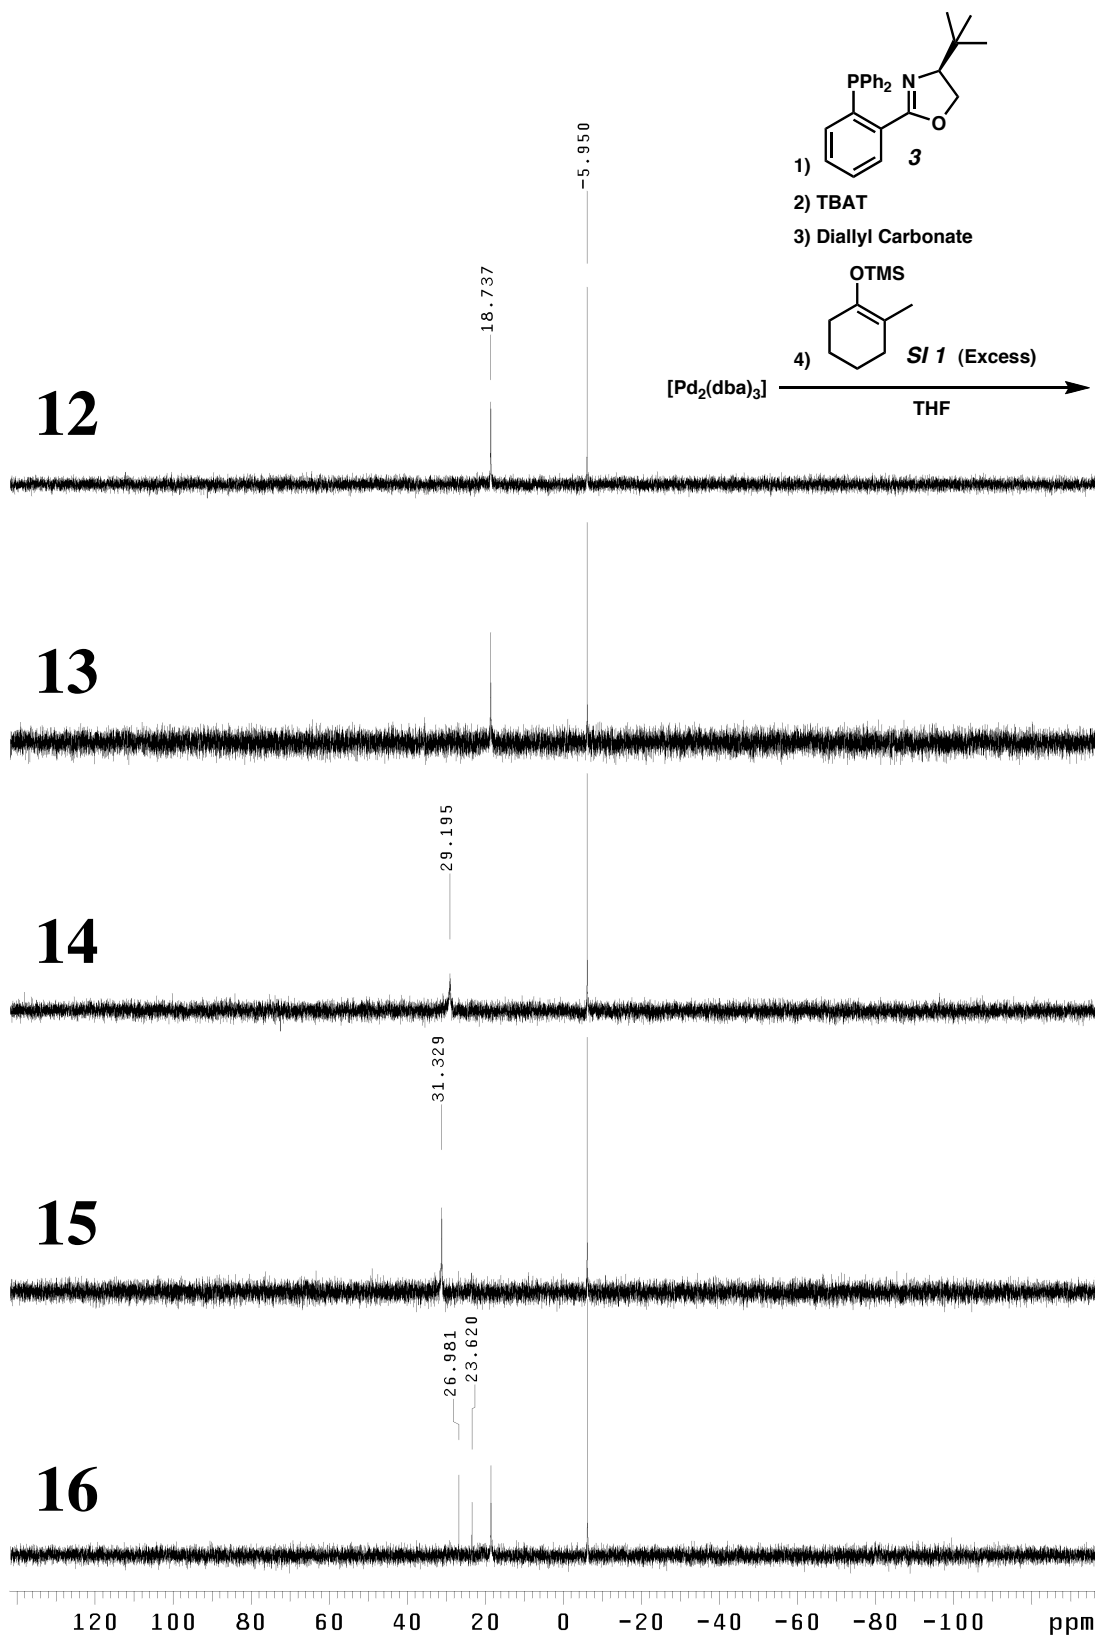 PPh2
N
O
1)
3
2) TBAT
3) Diallyl Carbonate
OTMS
4)
SI 1 (Excess)
[Pd2(dba)3]
THF
-5.950
18.737
12
13
29.195
14
31.329
15
26.981
23.620
16
120 100 80 60 40 20 0 -20 -40 -60 -80 -100 ppm